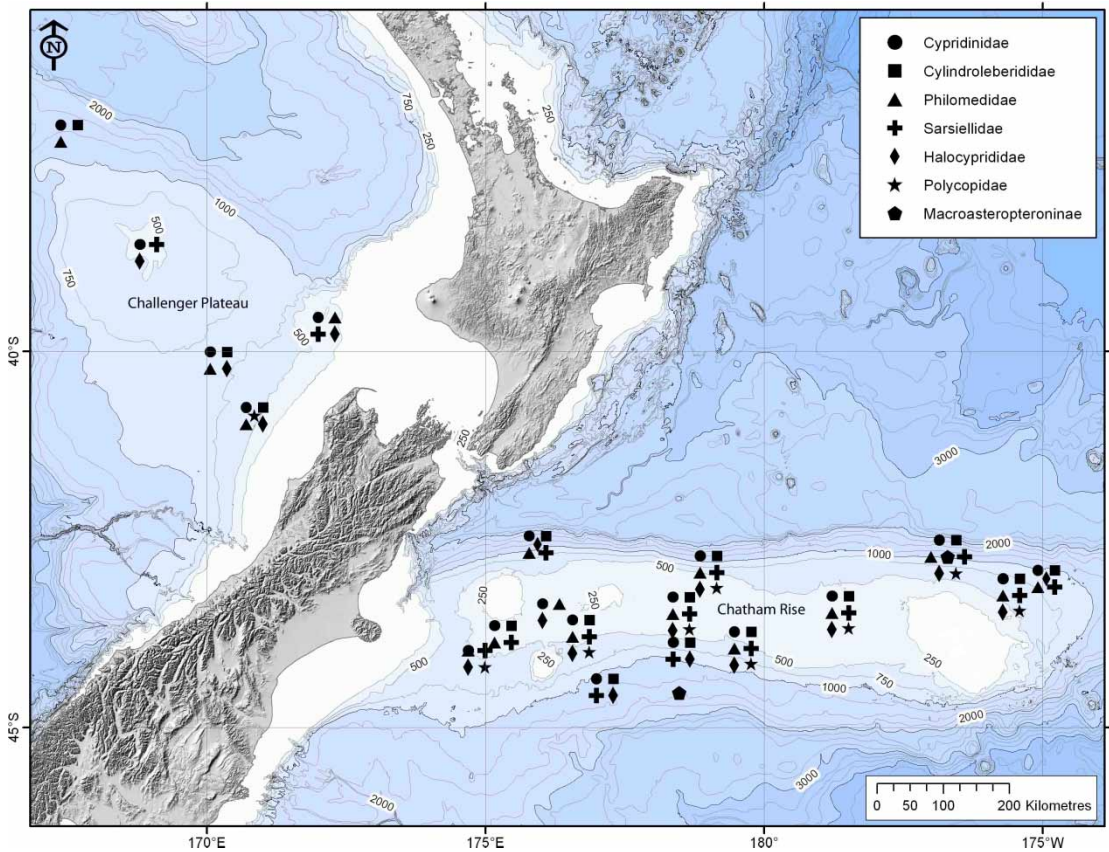 N
Cypridinidae
Cylindroleberididae
Philomedidae
Sarsiellidae
Halocyprididae
Polycopidae
Macroasteropteroninae
2000
750
250
250
1000
500
750
Challenger Plateau
500
40°S
250
3000
2000
1000
500
250
250
Chatham Rise
500
250
500
750
250
1000
2000
45°S
2000
3000
0 50 100 200 Kilometres
170°E
175°E
180°
175°W